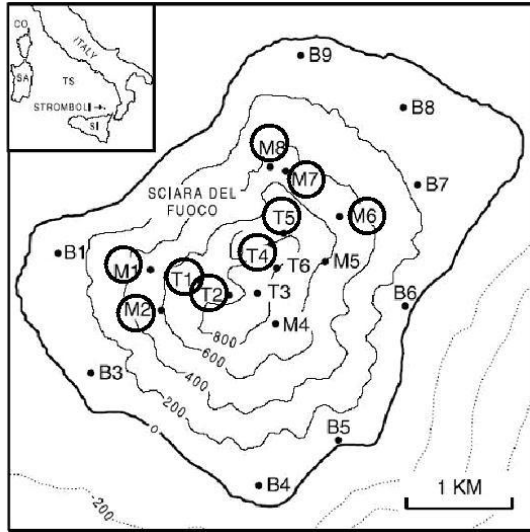 CO
ITALY
SA
TS
STROMBOLI
SI
B9
B8
M8
M7
B7
SCIARA DEL
FUOCO
T5
M6
B1
T4
M1
T1
T6
M5
T2
T3
B6
M2
M4
800
600
B3
400
200
0
B5
B4
-200
1 KM